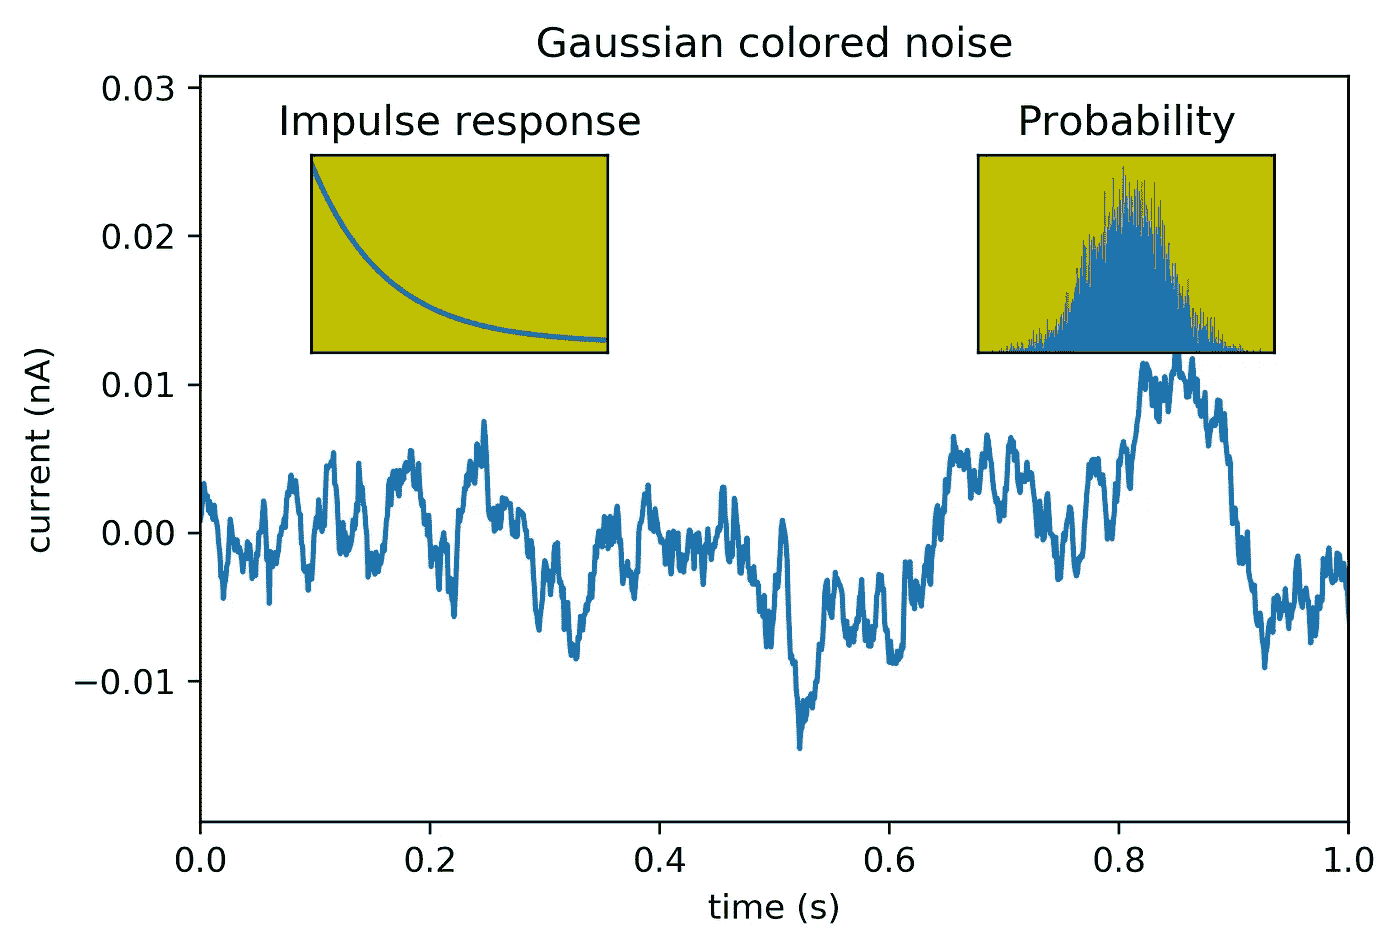 Gaussian colored noise
Impulse response
Probability
0.03
0.02
0.01
0.00
−0.01
current (nA)
0.0 0.2 0.4 0.6 0.8 1.0
time (s)